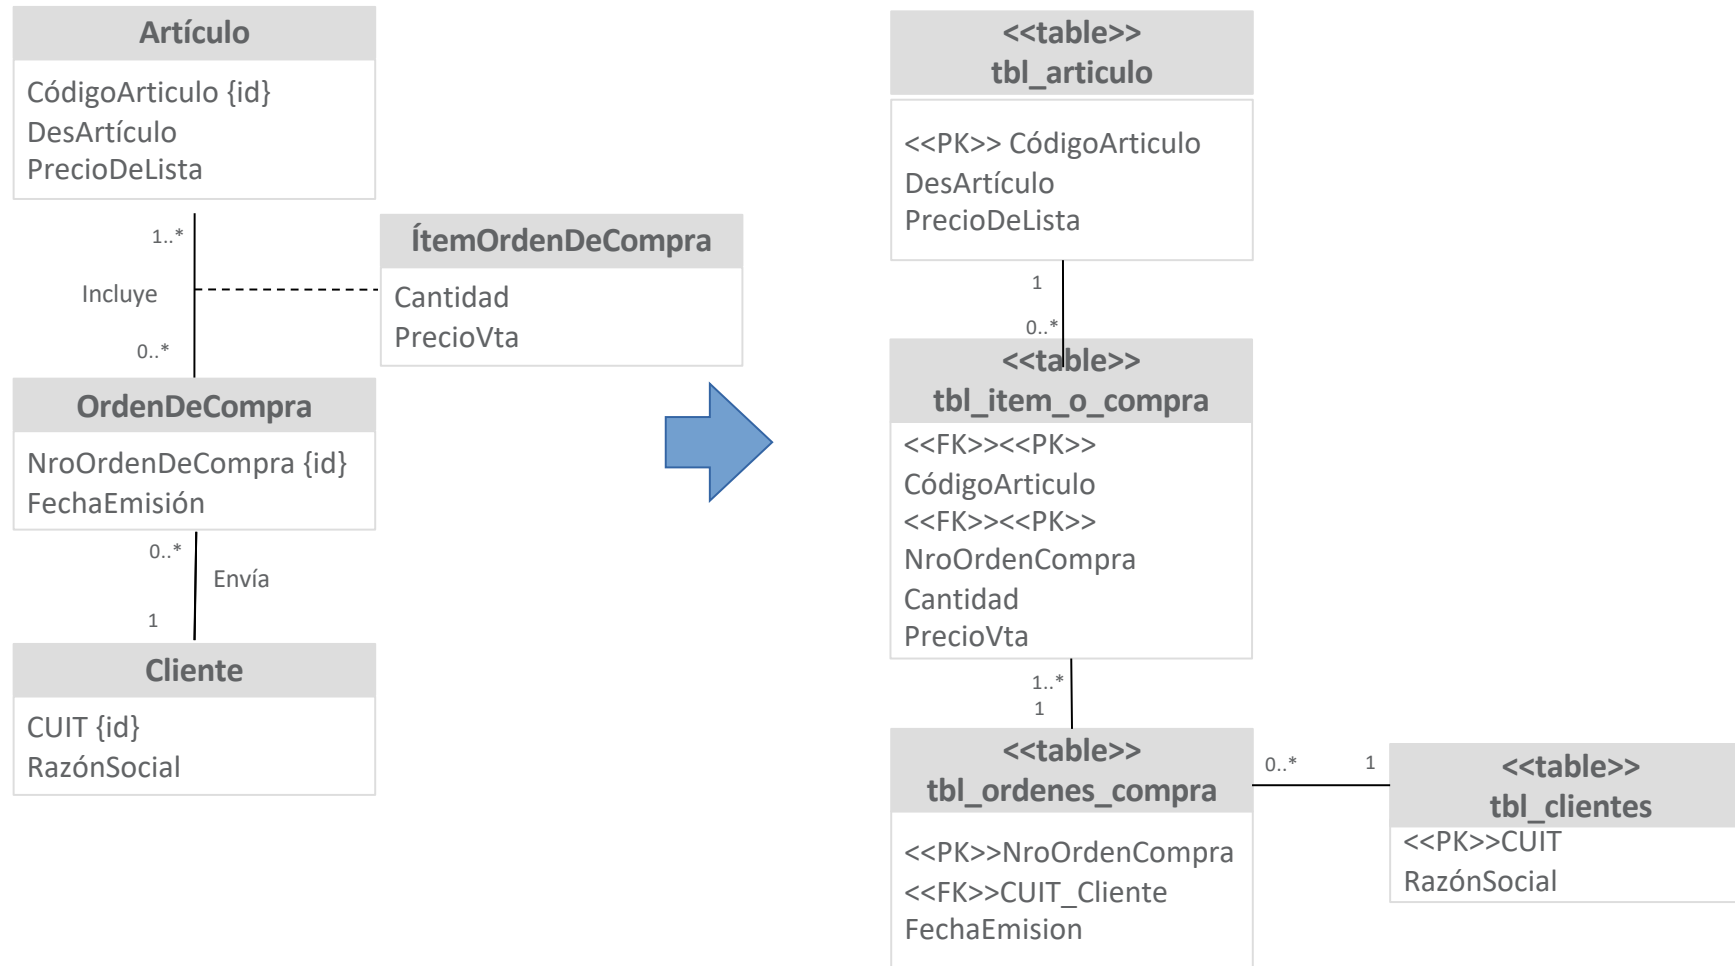 Artículo
CódigoArticulo {id}
DesArtículo
PrecioDeLista
1..*
Incluye
0..*
ÍtemOrdenDeCompra
Cantidad
PrecioVta
OrdenDeCompra
NroOrdenDeCompra {id}
FechaEmisión
0..*
Envía
1
Cliente
CUIT {id}
RazónSocial
<<table>>
tbl_articulo
<<PK>> CódigoArticulo
DesArtículo
PrecioDeLista
1
0..*
<<table>>
tbl_item_o_compra
<<FK>><<PK>>
CódigoArticulo
<<FK>><<PK>>
NroOrdenCompra
Cantidad
PrecioVta
1..*
1
<<table>>
tbl_ordenes_compra
<<PK>>NroOrdenCompra
<<FK>>CUIT_Cliente
FechaEmision
0..* 1
<<table>>
tbl_clientes
<<PK>>CUIT
RazónSocial